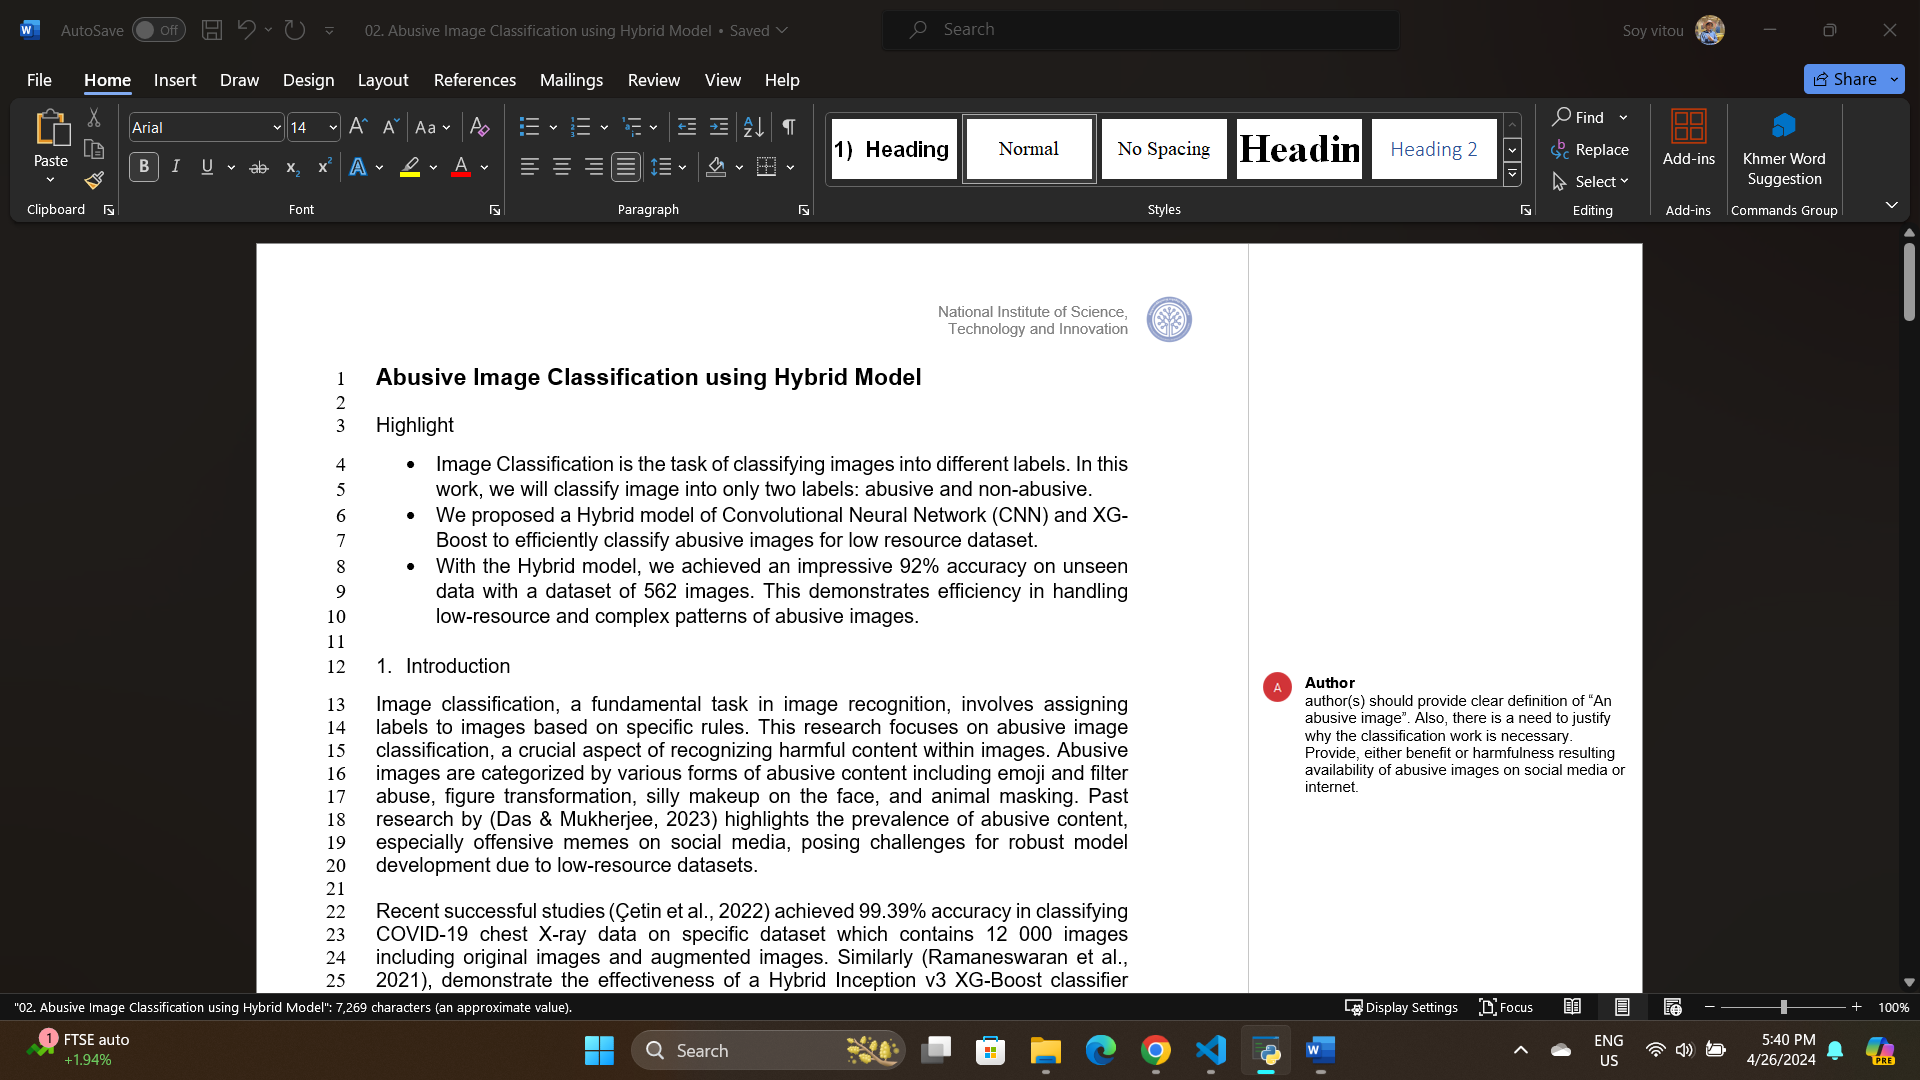 AutoSave Off 02. Abusive Image Classification using Hybrid Model • Saved Search Soy vitou
File Home Insert Draw Design Layout References Mailings Review View Help Share
Paste
Clipboard
Arial 14
Aa
B I U ab x₂ x² A A
Font
Paragraph
1) Heading Normal No Spacing Headin Heading 2
Styles
Find
Replace
Select
Editing
Add-ins
Add-ins
Khmer Word
Suggestion
Commands Group
National Institute of Science,
Technology and Innovation
1 Abusive Image Classification using Hybrid Model
2
3 Highlight
4 • Image Classification is the task of classifying images into different labels. In this
5 work, we will classify image into only two labels: abusive and non-abusive.
6 • We proposed a Hybrid model of Convolutional Neural Network (CNN) and XG-
7 Boost to efficiently classify abusive images for low resource dataset.
8 • With the Hybrid model, we achieved an impressive 92% accuracy on unseen
9 data with a dataset of 562 images. This demonstrates efficiency in handling
10 low-resource and complex patterns of abusive images.
11
12 1. Introduction
13 Image classification, a fundamental task in image recognition, involves assigning
14 labels to images based on specific rules. This research focuses on abusive image
15 classification, a crucial aspect of recognizing harmful content within images. Abusive
16 images are categorized by various forms of abusive content including emoji and filter
17 abuse, figure transformation, silly makeup on the face, and animal masking. Past
18 research by (Das & Mukherjee, 2023) highlights the prevalence of abusive content,
19 especially offensive memes on social media, posing challenges for robust model
20 development due to low-resource datasets.
21
22 Recent successful studies (Çetin et al., 2022) achieved 99.39% accuracy in classifying
23 COVID-19 chest X-ray data on specific dataset which contains 12 000 images
24 including original images and augmented images. Similarly (Ramaneswaran et al.,
25 2021), demonstrate the effectiveness of a Hybrid Inception v3 XG-Boost classifier
A Author
author(s) should provide clear definition of “An
abusive image”. Also, there is a need to justify
why the classification work is necessary.
Provide, either benefit or harmfulness resulting
availability of abusive images on social media or
internet.
"02. Abusive Image Classification using Hybrid Model": 7,269 characters (an approximate value). Display Settings Focus 100%
1 FTSE auto
+1.94%
Search
ENG
US
5:40 PM
4/26/2024
PRE